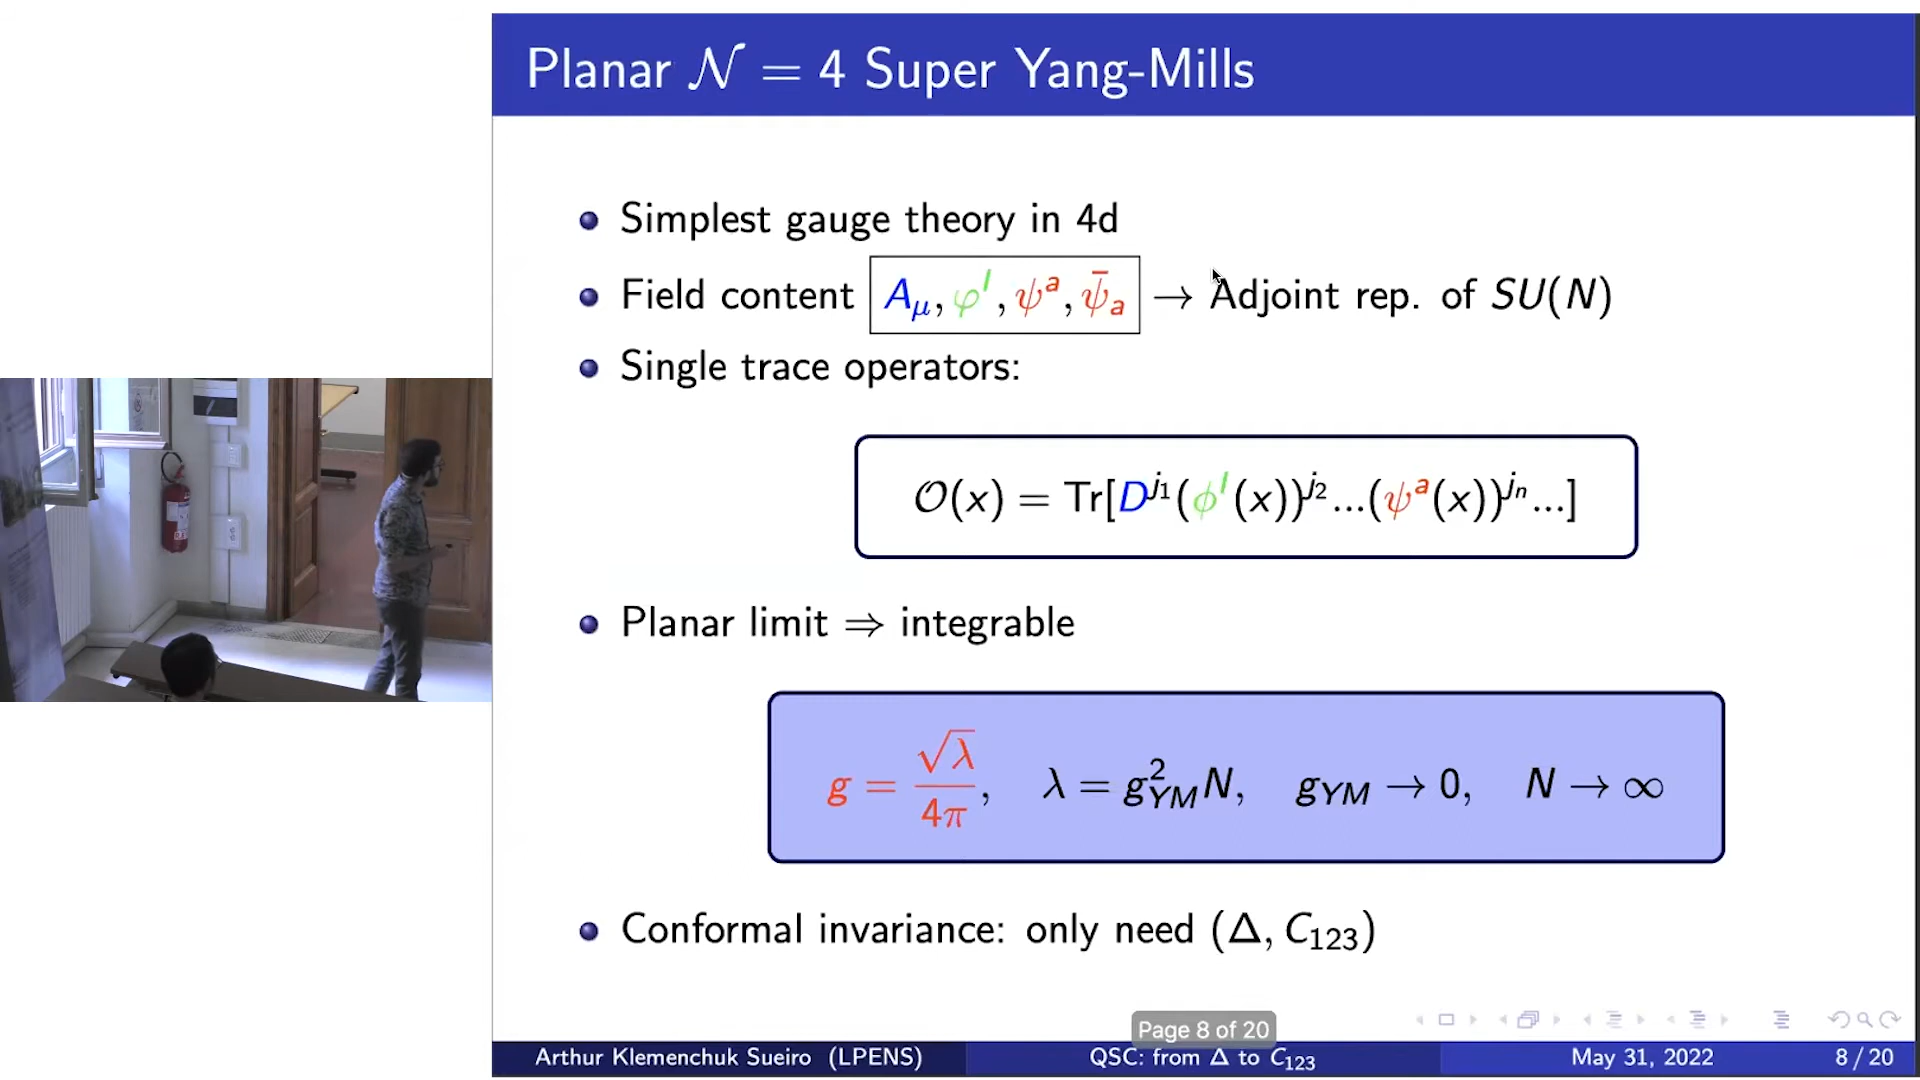 Planar 𝒩 = 4 Super Yang-Mills
Simplest gauge theory in 4d
Field content A_μ, φ^I, ψ^a, ψ̄_a → Adjoint rep. of SU(N)
Single trace operators:
𝒪(x) = Tr[D^{j_1}(ϕ^I(x))^{j_2}...(ψ^a(x))^{j_n}...]
Planar limit ⇒ integrable
g = √λ/4π, λ = g²_{YM}N, g_{YM} → 0, N → ∞
Conformal invariance: only need (Δ, C_{123})
Page 8 of 20
Arthur Klemenchuk Sueiro (LPENS) QSC: from Δ to C_{123} May 31, 2022 8 / 20